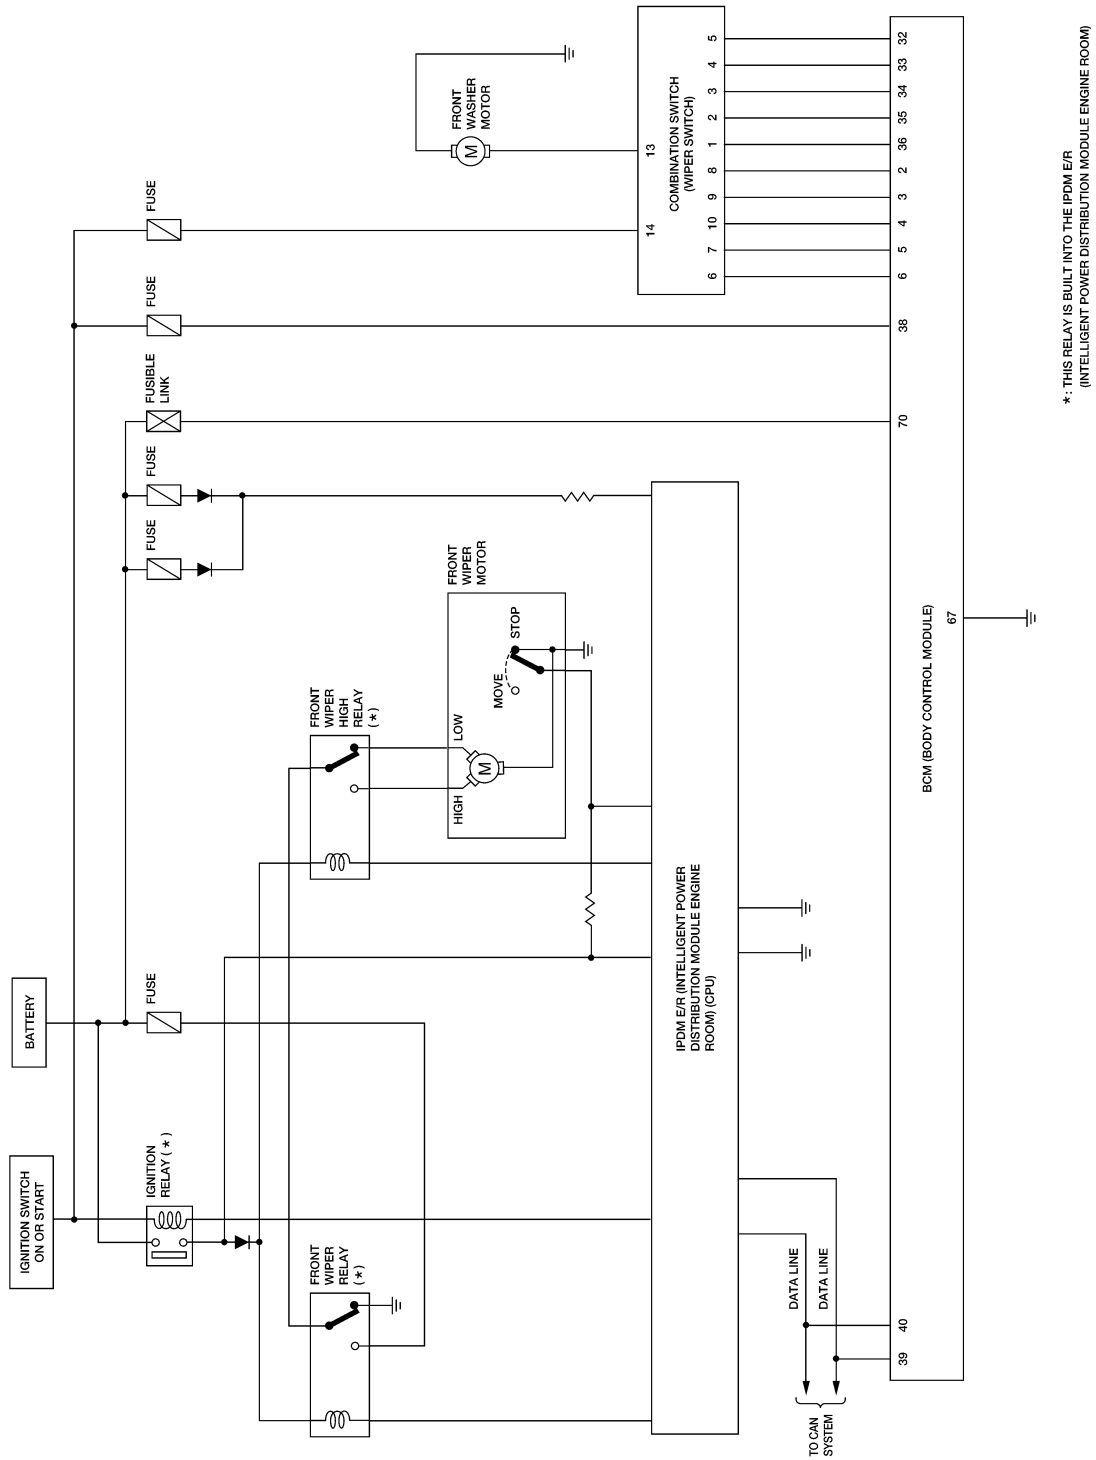 IGNITION SWITCH
ON OR START
BATTERY
FUSE
FUSE
FUSIBLE
LINK
FUSE
FUSE
FUSE
IGNITION
RELAY ( * )
FRONT
WIPER
RELAY
( * )
FRONT
WIPER
HIGH
RELAY
( * )
FRONT
WIPER
MOTOR
LOW
HIGH
M
MOVE
STOP
FRONT
WASHER
MOTOR
M
COMBINATION SWITCH
(WIPER SWITCH)
14
13
6
7
10
9
8
1
2
3
4
5
IPDM E/R (INTELLIGENT POWER
DISTRIBUTION MODULE ENGINE
ROOM) (CPU)
DATA LINE
DATA LINE
TO CAN
SYSTEM
39
40
70
38
6
5
4
3
2
36
35
34
33
32
BCM (BODY CONTROL MODULE)
67
* : THIS RELAY IS BUILT INTO THE IPDM E/R
(INTELLIGENT POWER DISTRIBUTION MODULE ENGINE ROOM)